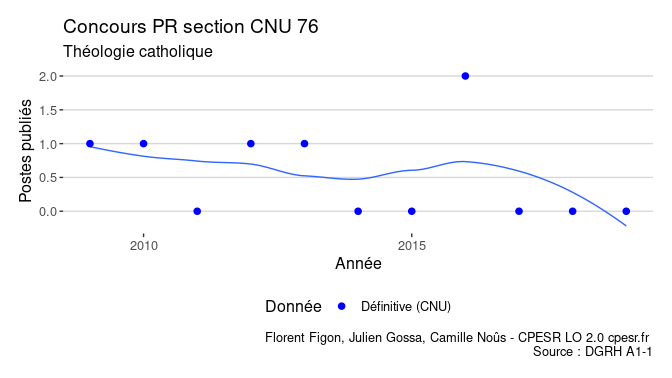 Concours PR section CNU 76
Théologie catholique
Postes publiés
2.0
1.5
1.0
0.5
0.0
2010
2015
Année
Donnée
Définitive (CNU)
Florent Figon, Julien Gossa, Camille Noûs - CPESR LO 2.0 cpesr.fr
Source : DGRH A1-1